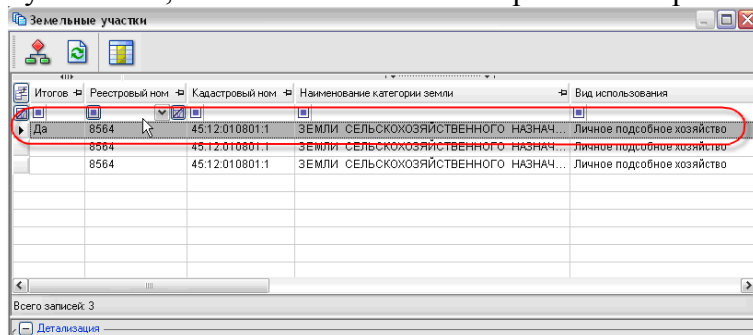 Земельные участки
Итогов Реестровый ном Кадастровый ном Наименование категории земли Вид использования
Да 8564 45:12:010801:1 ЗЕМЛИ СЕЛЬСКОХОЗЯЙСТВЕННОГО НАЗНАЧ... Личное подсобное хозяйство
8564 45:12:010801:1 ЗЕМЛИ СЕЛЬСКОХОЗЯЙСТВЕННОГО НАЗНАЧ... Личное подсобное хозяйство
8564 45:12:010801:1 ЗЕМЛИ СЕЛЬСКОХОЗЯЙСТВЕННОГО НАЗНАЧ... Личное подсобное хозяйство
Всего записей: 3
Детализация